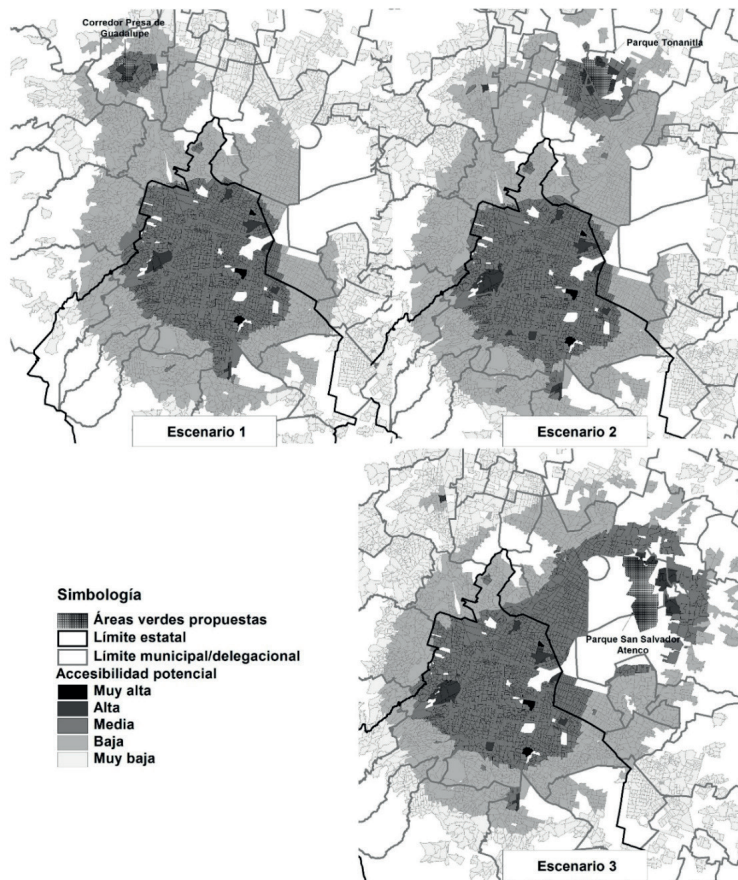 Corredor Presa de
Guadalupe
Escenario 1
Parque Tonanitla
Escenario 2
Simbología
Áreas verdes propuestas
Límite estatal
Límite municipal/delegacional
Accesibilidad potencial
Muy alta
Alta
Media
Baja
Muy baja
Parque San Salvador
Atenco
Escenario 3